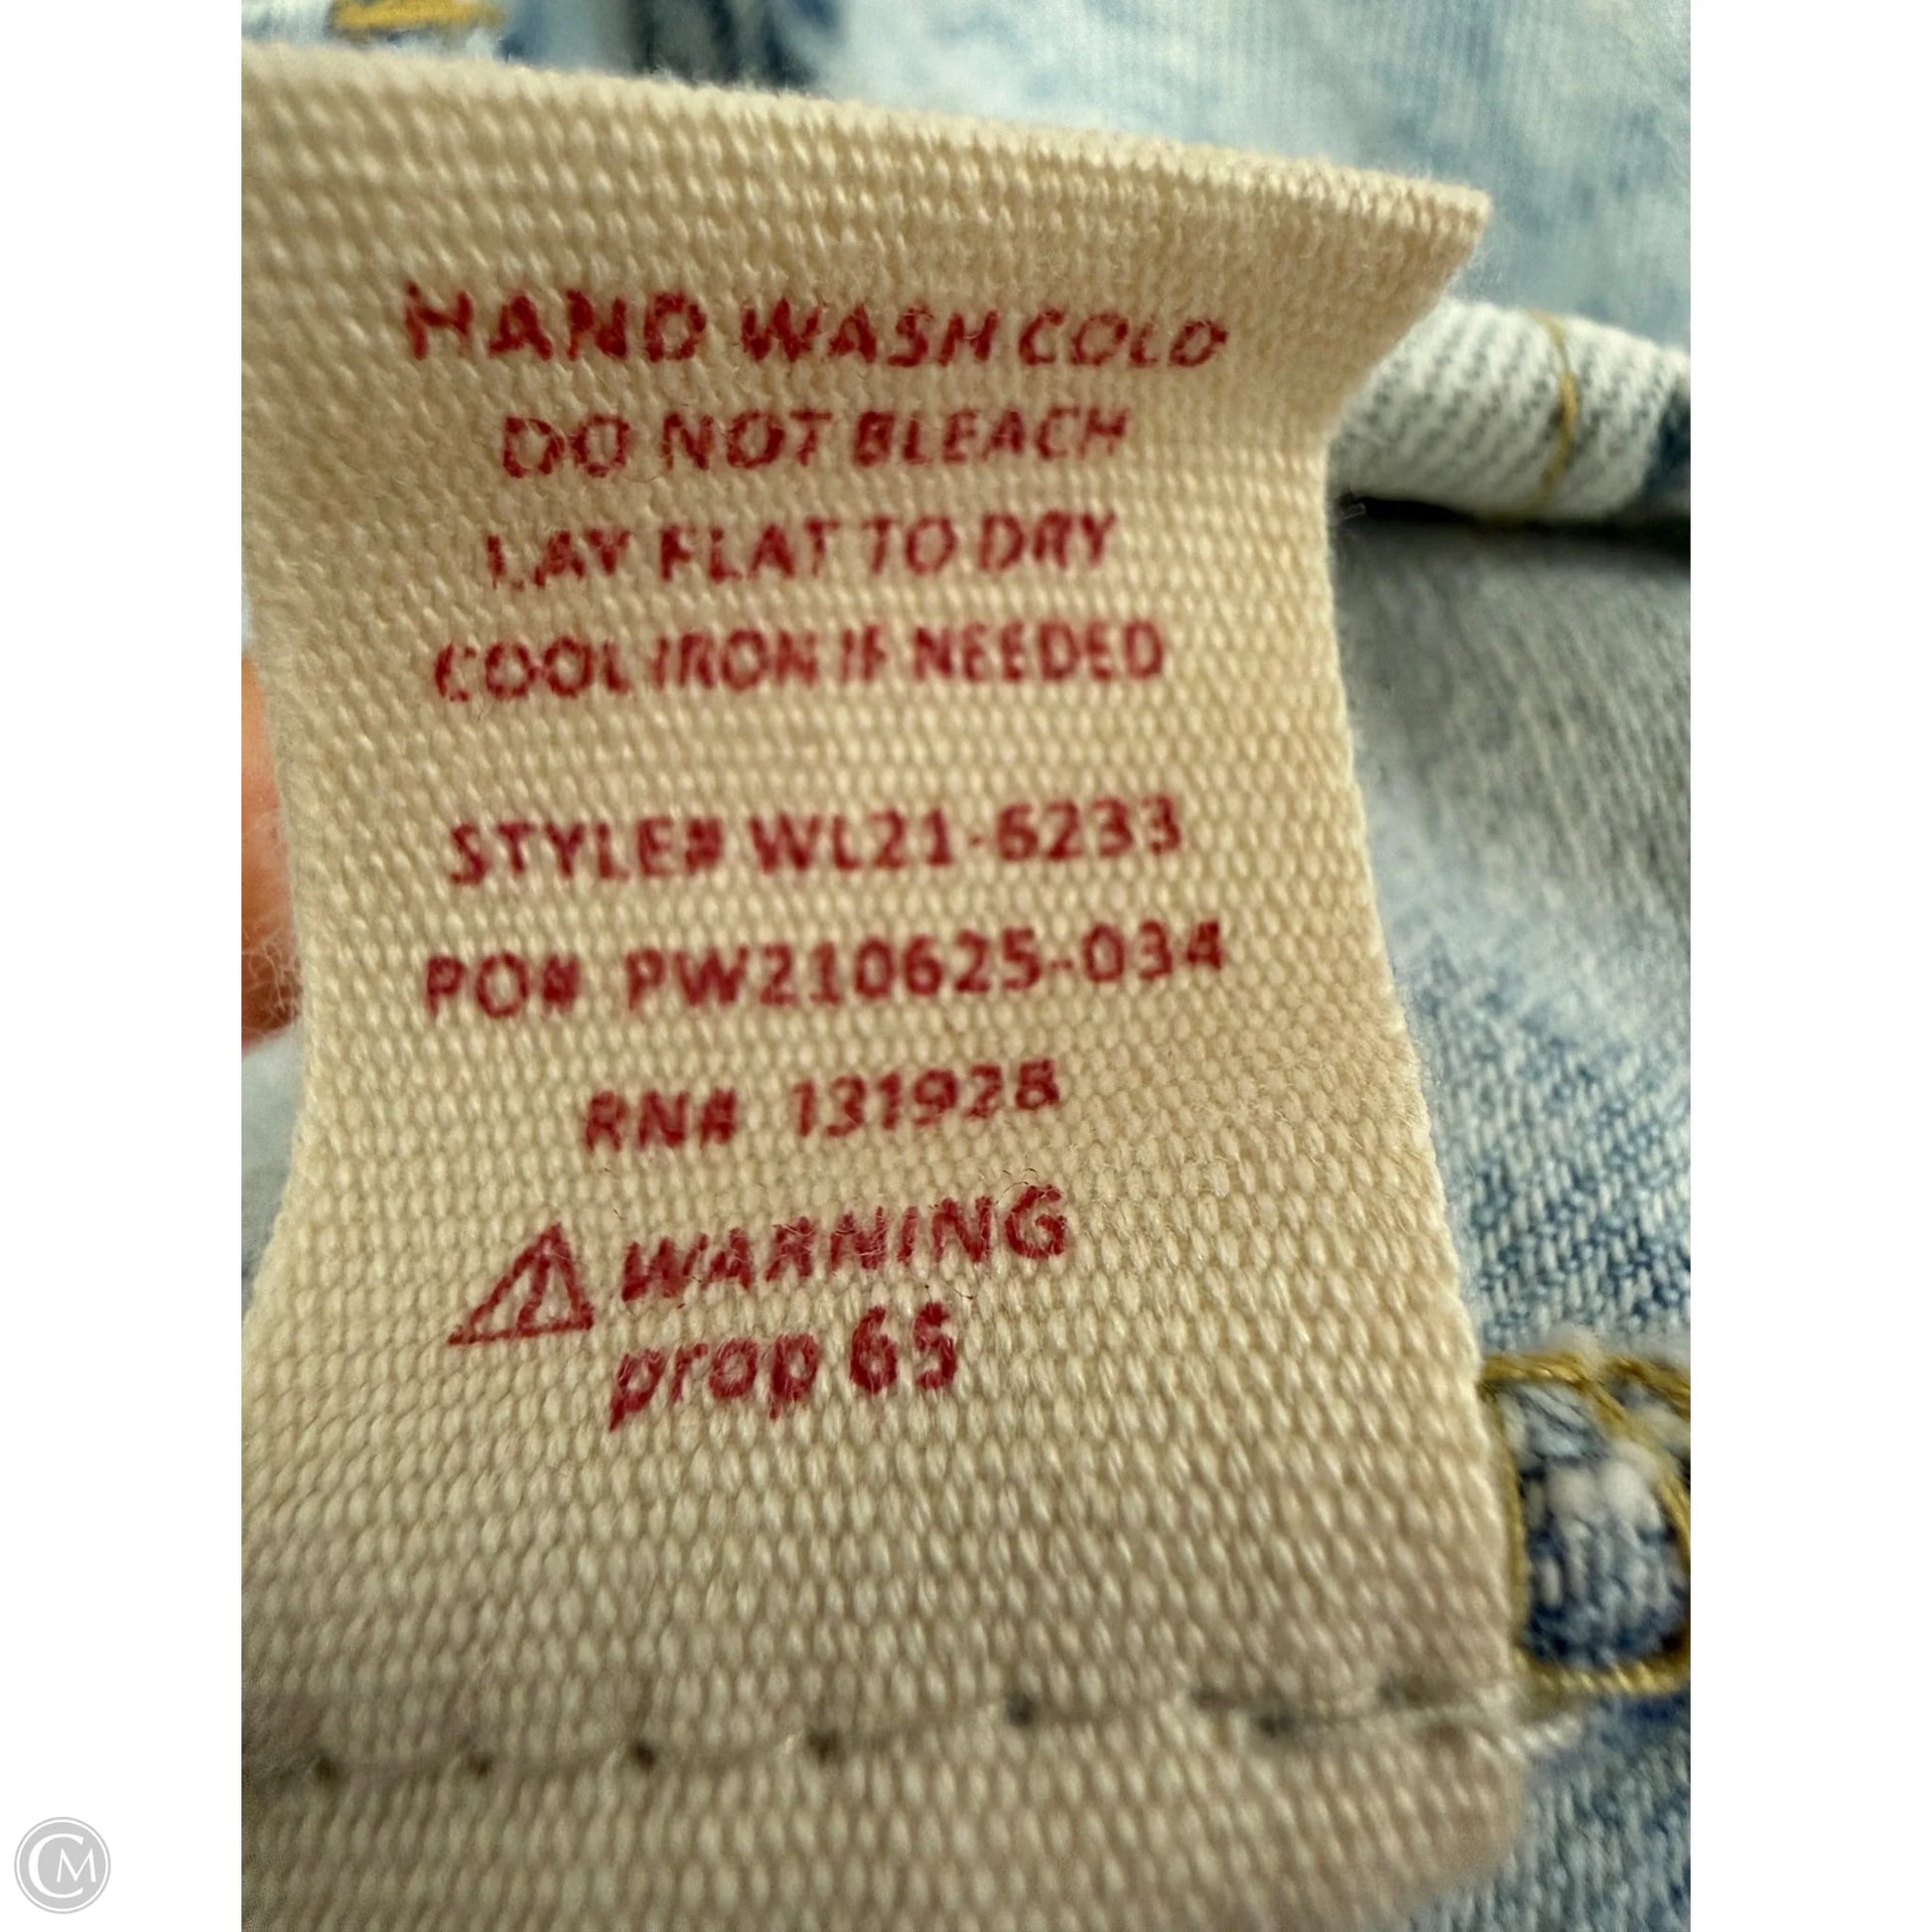 HAND WASH COLD
DO NOT BLEACH
LAY FLAT TO DRY
COOL IRON IF NEEDED
STYLE# WL21-6233
PO# PW210625-034
RN# 131928
⚠ WARNING
prop 65
CM